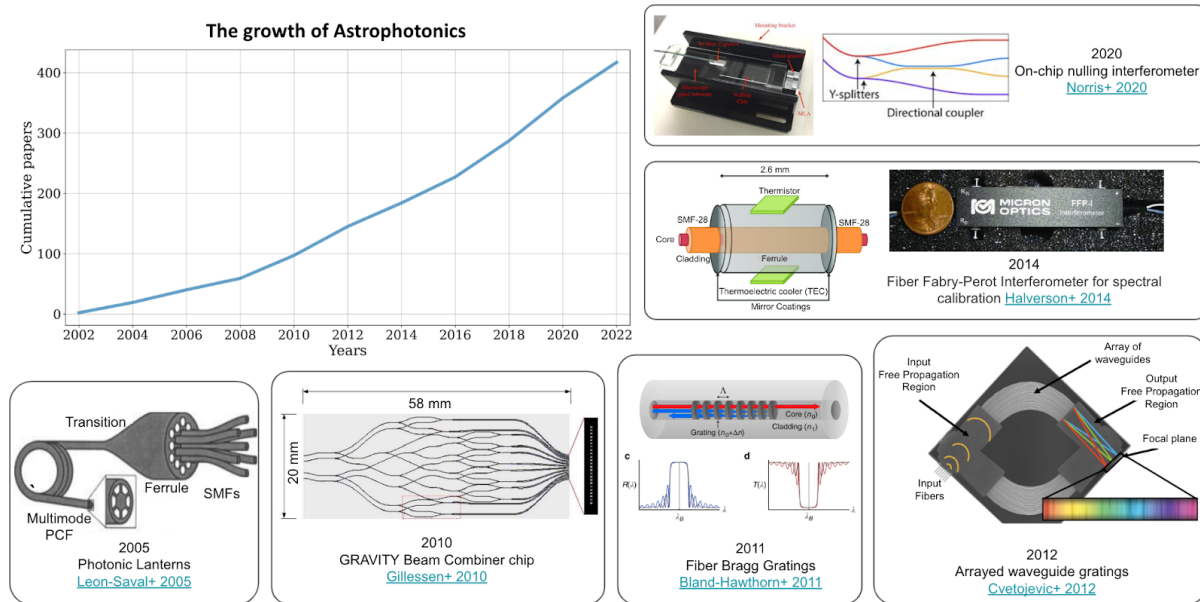 The growth of Astrophotonics
Cumulative papers
400
300
200
100
0
2002 2004 2006 2008 2010 2012 2014 2016 2018 2020 2022
Years
Mounting bracket
Nulling
Chip
MLA
Y-splitters
Directional coupler
2020
On-chip nulling interferometer
Norris+ 2020
2.6 mm
Thermistor
SMF-28
SMF-28
Core
Cladding
Ferrule
Thermoelectric cooler (TEC)
Mirror Coatings
MICRON
OPTICS
FFP-I
Interferometer
2014
Fiber Fabry-Perot Interferometer for spectral
calibration Halverson+ 2014
Transition
Ferrule
SMFs
Multimode
PCF
2005
Photonic Lanterns
Leon-Saval+ 2005
58 mm
20 mm
2010
GRAVITY Beam Combiner chip
Gillessen+ 2010
Λ
Core (n₀)
Cladding (n₁)
Grating (n₀+Δn)
c
R(λ)
λ_B
λ
d
T(λ)
λ_B
λ
2011
Fiber Bragg Gratings
Bland-Hawthorn+ 2011
Input
Free Propagation
Region
Array of
waveguides
Output
Free Propagation
Region
Focal plane
Input
Fibers
2012
Arrayed waveguide gratings
Cvetojevic+ 2012